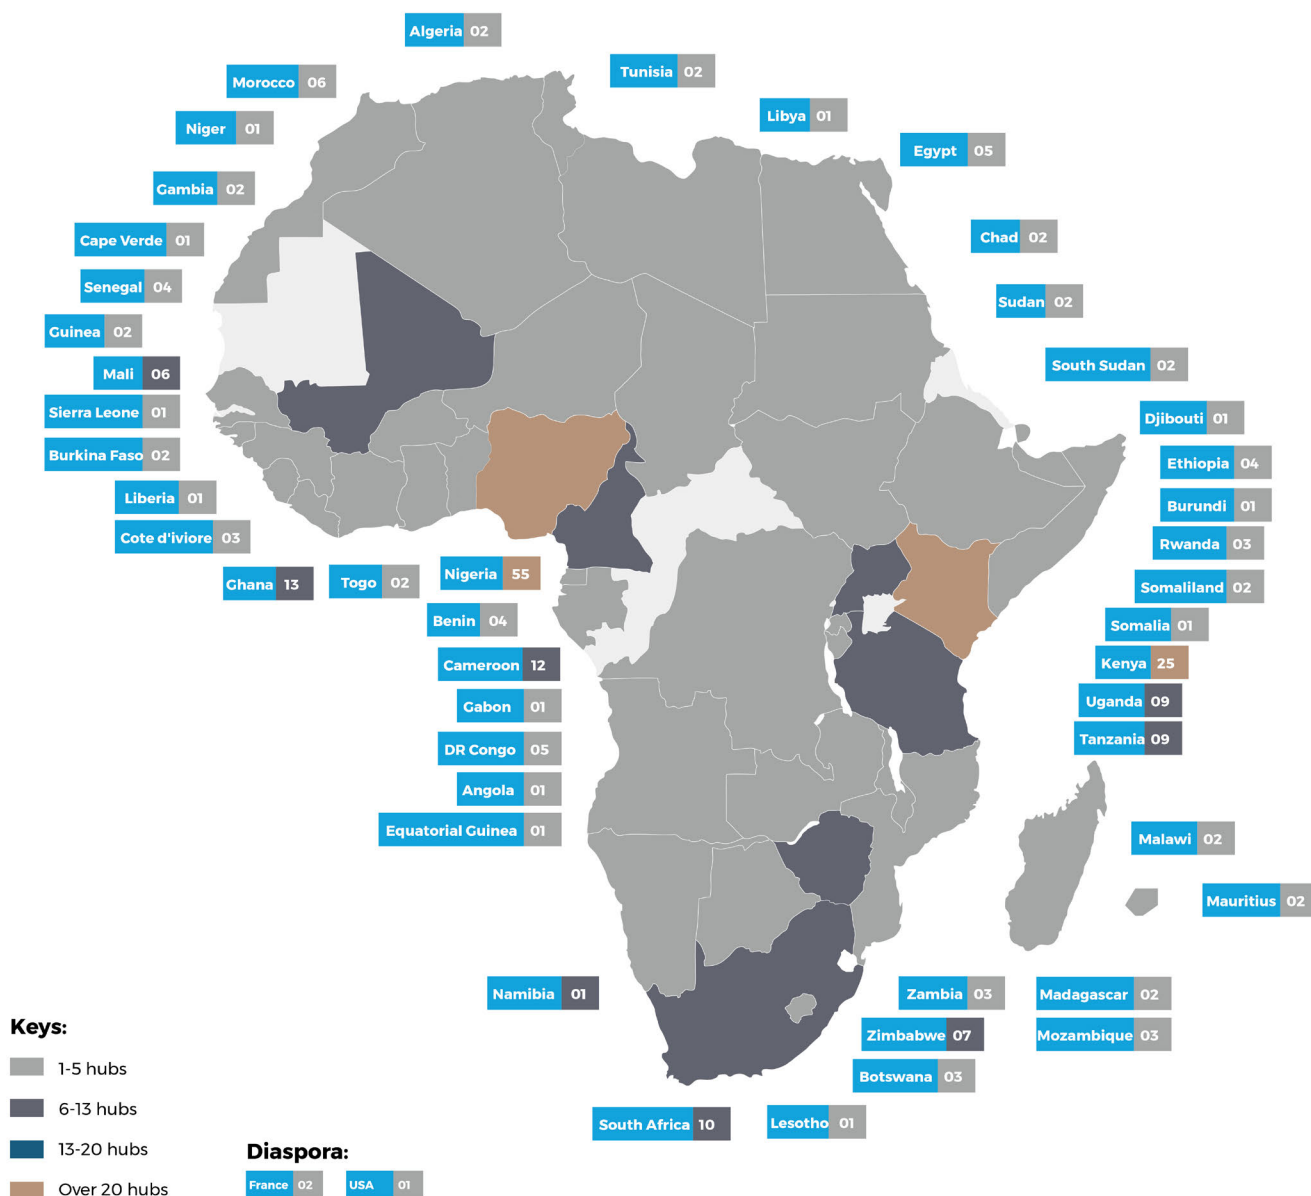 Algeria 02
Tunisia 02
Morocco 06
Libya 01
Niger 01
Egypt 05
Gambia 02
Cape Verde 01
Chad 02
Senegal 04
Sudan 02
Guinea 02
South Sudan 02
Mali 06
Sierra Leone 01
Djibouti 01
Burkina Faso 02
Ethiopia 04
Liberia 01
Burundi 01
Cote d'iviore 03
Rwanda 03
Ghana 13
Togo 02
Nigeria 55
Somaliland 02
Benin 04
Somalia 01
Cameroon 12
Kenya 25
Gabon 01
Uganda 09
DR Congo 05
Tanzania 09
Angola 01
Equatorial Guinea 01
Malawi 02
Mauritius 02
Namibia 01
Zambia 03
Madagascar 02
Zimbabwe 07
Mozambique 03
Botswana 03
South Africa 10
Lesotho 01
Keys:
1-5 hubs
6-13 hubs
13-20 hubs
Over 20 hubs
Diaspora:
France 02
USA 01